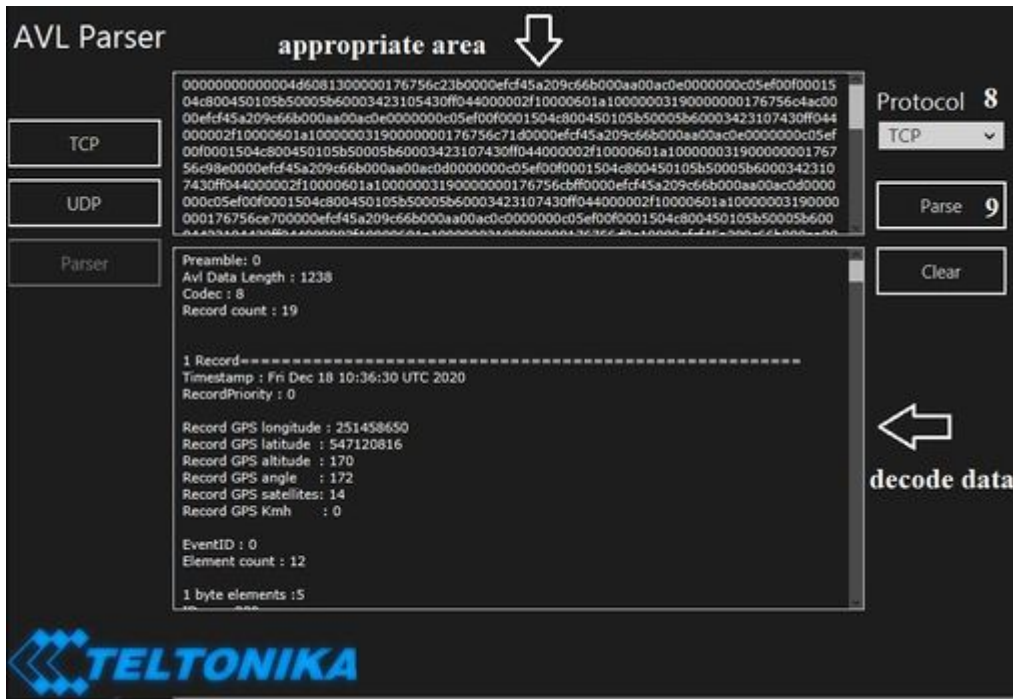 AVL Parser
appropriate area
00000000000004d6081300000176756c23b0000efcf45a209c66b000aa00ac0e0000000c05ef00f00015
04c800450105b50005b60003423105430ff044000002f10000601a10000003190000000176756c4ac00
00efcf45a209c66b000aa00ac0e0000000c05ef00f0001504c800450105b50005b60003423107430ff044
000002f10000601a10000003190000000176756c71d0000efcf45a209c66b000aa00ac0e0000000c05ef
00f0001504c800450105b50005b60003423107430ff044000002f10000601a100000031900000001767
56c98e0000efcf45a209c66b000aa00ac0d0000000c05ef00f0001504c800450105b50005b6000342310
7430ff044000002f10000601a10000003190000000176756cbff0000efcf45a209c66b000aa00ac0d0000
000c05ef00f0001504c800450105b50005b60003423107430ff044000002f10000601a10000003190000
000176756ce700000efcf45a209c66b000aa00ac0c0000000c05ef00f0001504c800450105b50005b600
Protocol 8
TCP
TCP
UDP
Parse 9
Parser
Clear
Preamble: 0
Avl Data Length : 1238
Codec : 8
Record count : 19
1 Record======================================================
Timestamp : Fri Dec 18 10:36:30 UTC 2020
RecordPriority : 0
Record GPS longitude : 251458650
Record GPS latitude : 547120816
Record GPS altitude : 170
Record GPS angle : 172
Record GPS satellites: 14
Record GPS Kmh : 0
decode data
EventID : 0
Element count : 12
1 byte elements :5
TELTONIKA